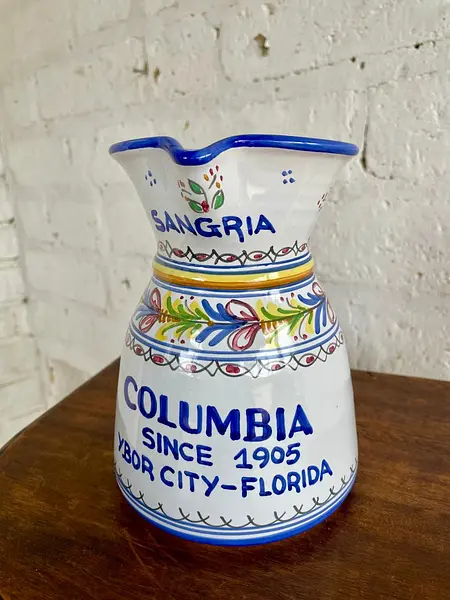 SANGRIA
COLUMBIA
SINCE 1905
YBOR CITY-FLORIDA